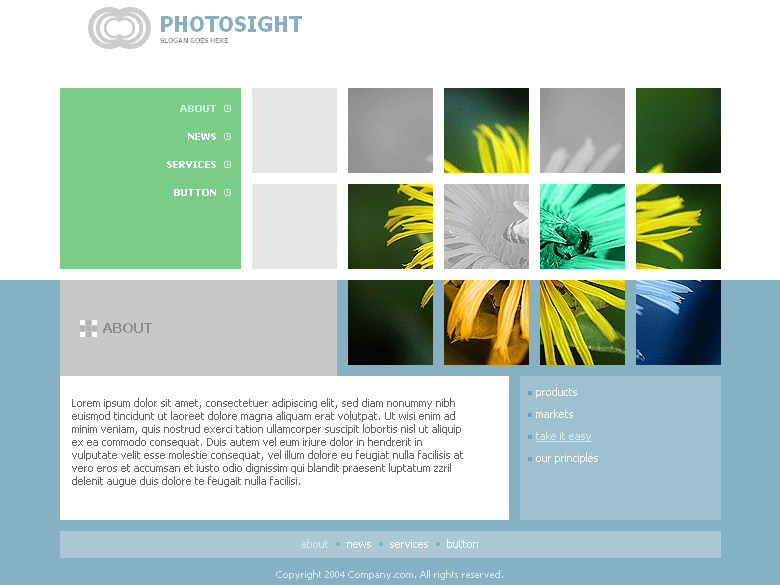 PHOTOSIGHT
SLOGAN GOES HERE
ABOUT
NEWS
SERVICES
BUTTON
ABOUT
Lorem ipsum dolor sit amet, consectetuer adipiscing elit, sed diam nonummy nibh
euismod tincidunt ut laoreet dolore magna aliquam erat volutpat. Ut wisi enim ad
minim veniam, quis nostrud exerci tation ullamcorper suscipit lobortis nisl ut aliquip
ex ea commodo consequat. Duis autem vel eum iriure dolor in hendrerit in
vulputate velit esse molestie consequat, vel illum dolore eu feugiat nulla facilisis at
vero eros et accumsan et iusto odio dignissim qui blandit praesent luptatum zzril
delenit augue duis dolore te feugait nulla facilisi.
products
markets
take it easy
our principles
about news services button
Copyright 2004 Company.com. All rights reserved.